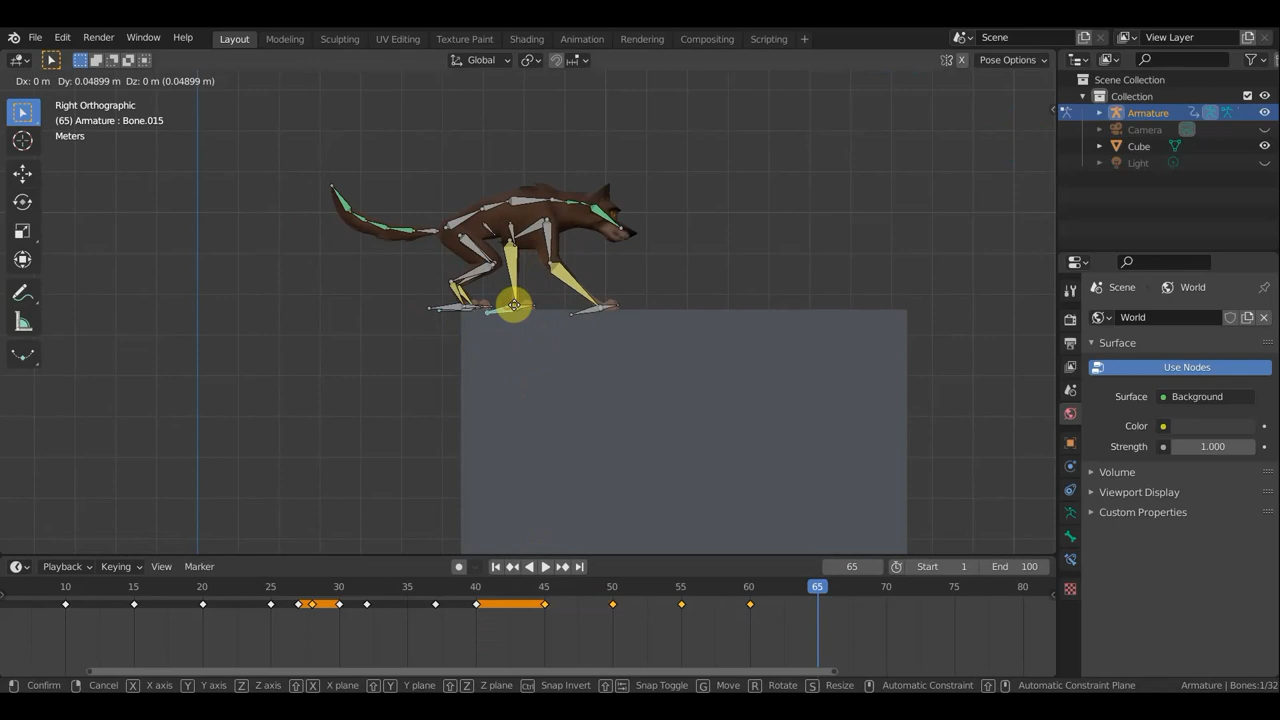 File Edit Render Window Help Layout Modeling Sculpting UV Editing Texture Paint Shading Animation Rendering Compositing Scripting + Scene View Layer
Global Pose Options
Dx: 0 m Dy: 0.04899 m Dz: 0 m (0.04899 m)
Right Orthographic
(65) Armature : Bone.015
Meters
X
Scene Collection
Collection
Armature
Camera
Cube
Light
Scene World
World
Surface
Use Nodes
Surface Background
Color
Strength 1.000
Volume
Viewport Display
Custom Properties
Playback Keying View Marker 65 Start 1 End 100
10 15 20 25 30 35 40 45 50 55 60 65 70 75 80
Confirm Cancel X X axis Y Y axis Z Z axis X X plane Y Y plane Z Z plane Ctrl Snap Invert Snap Toggle G Move R Rotate S Resize Automatic Constraint Automatic Constraint Plane Armature | Bones:1/32